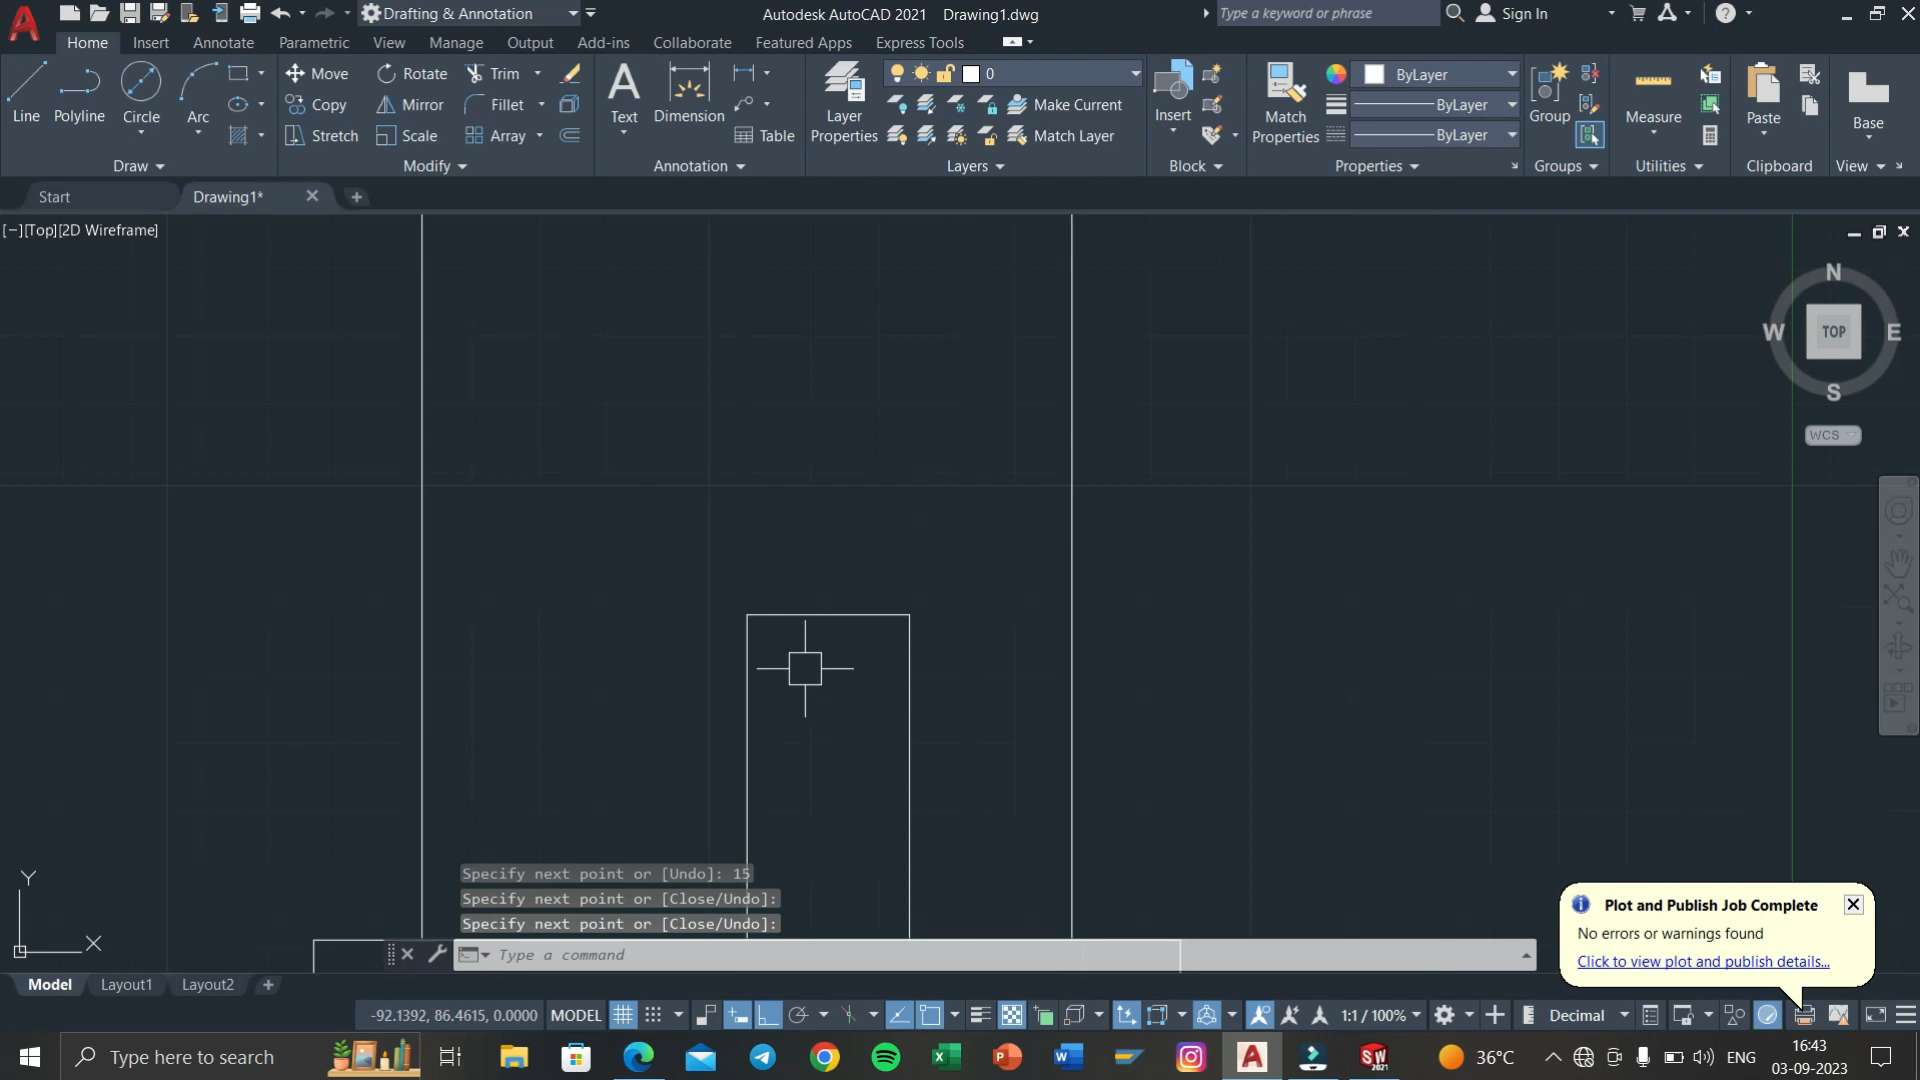 Drafting & Annotation
Autodesk AutoCAD 2021 Drawing1.dwg
Type a keyword or phrase
Sign In
Home Insert Annotate Parametric View Manage Output Add-ins Collaborate Featured Apps Express Tools
Line
Polyline
Circle
Arc
Draw
Move
Rotate
Trim
Copy
Mirror
Fillet
Stretch
Scale
Array
Modify
Text
Dimension
Table
Annotation
Layer
Properties
0
Make Current
Match Layer
Layers
Insert
Block
Match
Properties
ByLayer
ByLayer
ByLayer
Properties
Group
Groups
Measure
Utilities
Paste
Clipboard
Base
View
Start
Drawing1*
[−][Top][2D Wireframe]
N
W
TOP
E
S
WCS
Y
X
Specify next point or [Undo]: 15
Specify next point or [Close/Undo]:
Specify next point or [Close/Undo]:
Type a command
Plot and Publish Job Complete
No errors or warnings found
Click to view plot and publish details...
Model Layout1 Layout2
-92.1392, 86.4615, 0.0000 MODEL
1:1 / 100%
Decimal
Type here to search
36°C
ENG
16:43
03-09-2023